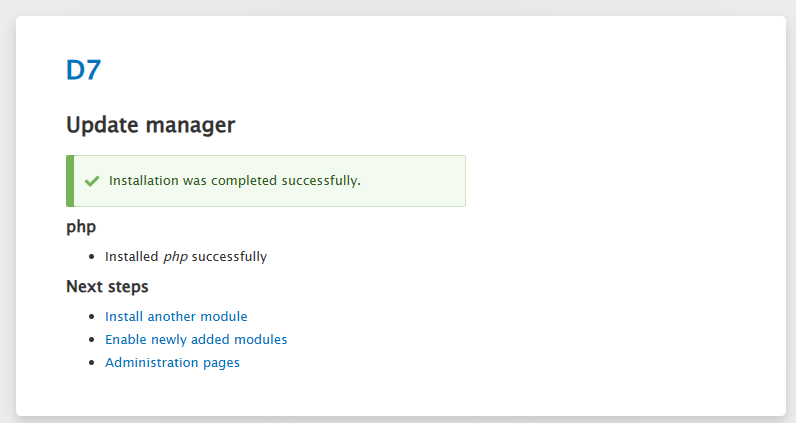 D7
Update manager
Installation was completed successfully.
php
Installed php successfully
Next steps
Install another module
Enable newly added modules
Administration pages